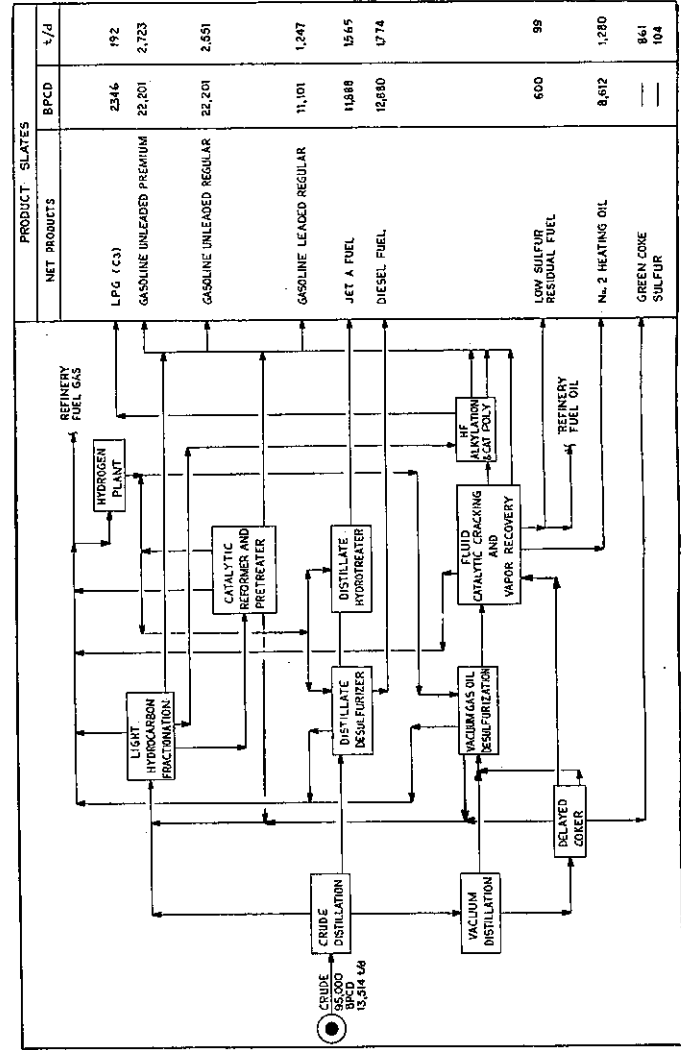 PRODUCT SLATES
NET PRODUCTS BPCD t/d
LPG (C3) 2346 192
GASOLINE UNLEADED PREMIUM 22,201 2,723
GASOLINE UNLEADED REGULAR 22,201 2,551
GASOLINE LEADED REGULAR 11,101 1,247
JET A FUEL 11,888 1,565
DIESEL FUEL 12,880 1,774
LOW SULFUR
RESIDUAL FUEL 600 99
No. 2 HEATING OIL 8,612 1,280
GREEN COKE — 861
SULFUR — 104
REFINERY
FUEL GAS
HYDROGEN
PLANT
LIGHT
HYDROCARBON
FRACTIONATION
CATALYTIC
REFORMER AND
PRETREATER
HF
ALKYLATION
&CAT POLY
CRUDE
DISTILLATION
DISTILLATE
DESULFURIZER
DISTILLATE
HYDROTREATER
CRUDE
95,000
BPCD
13,514 t/d
VACUUM
DISTILLATION
VACUUM GAS OIL
DESULFURIZATION
FLUID
CATALYTIC CRACKING
AND
VAPOR RECOVERY
REFINERY
FUEL OIL
DELAYED
COKER